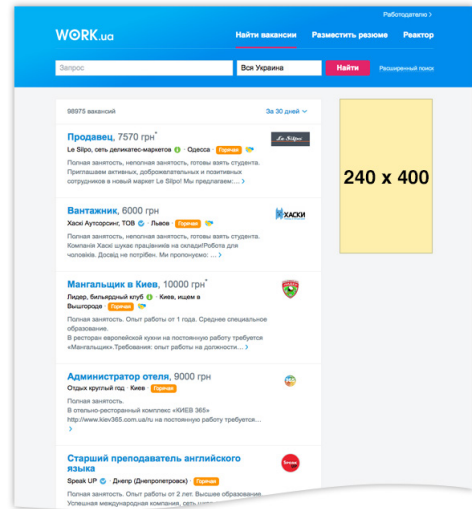 Работодателю >
WORK.ua
Найти вакансии Разместить резюме Реактор
Запрос Вся Украина Найти Расширенный поиск
98975 вакансий За 30 дней
Продавец, 7570 грн*
Le Silpo
Le Silpo, сеть деликатес-маркетов · Одесса · Горячая
Полная занятость, неполная занятость, готовы взять студента.
Приглашаем активных, доброжелательных и позитивных
сотрудников в новый маркет Le Silpo! Мы предлагаем:... >
240 x 400
Вантажник, 6000 грн
ХАСКИ
Хаскі Аутсорсинг, ТОВ · Львов · Горячая
Полная занятость, неполная занятость, готовы взять студента.
Компанія Хаскі шукає працівників на склади!Робота для
чоловіків. Досвід не потрібен. Ми пропонуємо: ... >
Мангальщик в Киев, 10000 грн*
Лидер, бильярдный клуб · Киев, ищем в
Вышгороде · Горячая
Полная занятость. Опыт работы от 1 года. Среднее специальное
образование.
В ресторан европейской кухни на постоянную работу требуется
«Мангальщик».Требования: опыт работы на должности... >
Администратор отеля, 9000 грн
365
Отдых круглый год · Киев · Горячая
Полная занятость.
В отельно-ресторанный комплекс «КИЕВ 365»
http://www.kiev365.com.ua/ru на постоянную работу требуется...
>
Старший преподаватель английского
языка
Speak UP · Днепр (Днепропетровск) · Горячая
Полная занятость. Опыт работы от 2 лет. Высшее образование.
Успешная международная компания, сеть